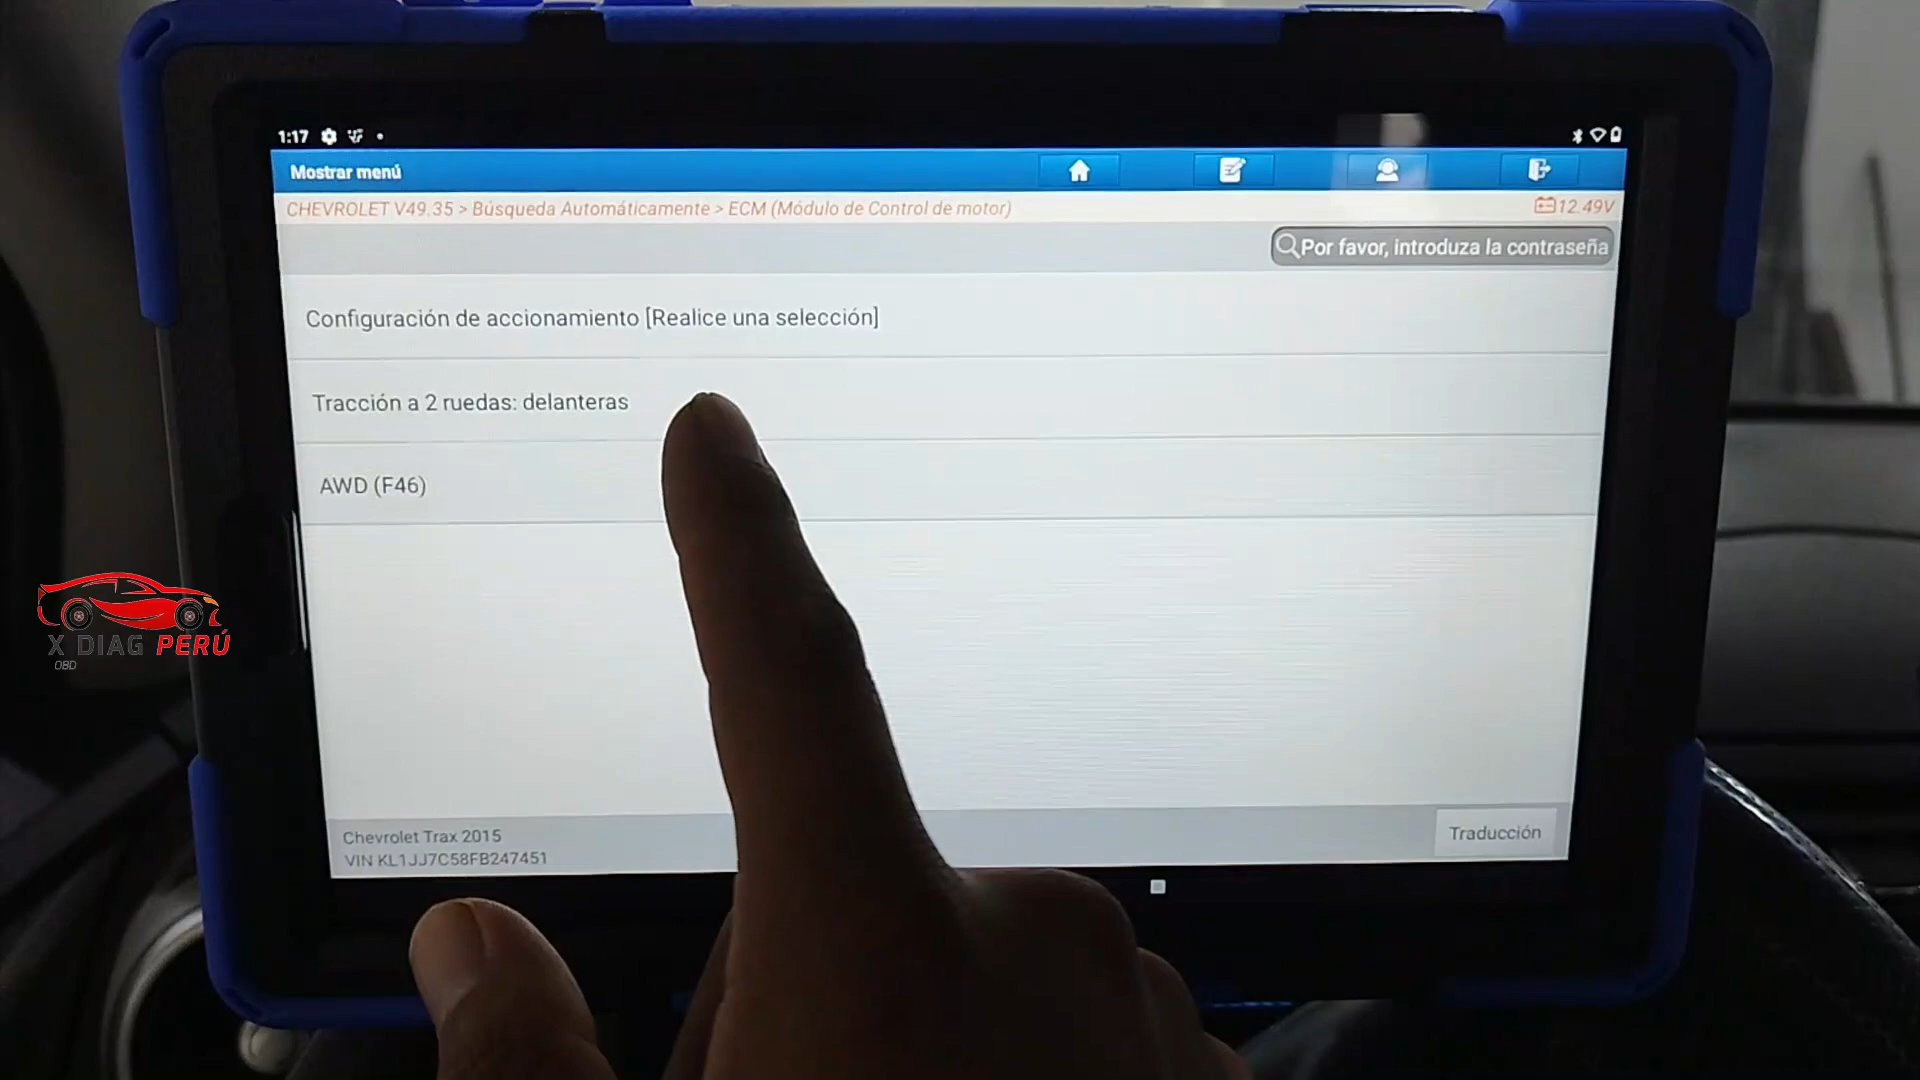 1:17
Mostrar menú
CHEVROLET V49.35 > Búsqueda Automáticamente > ECM (Módulo de Control de motor)
12.49V
Por favor, introduza la contraseña
Configuración de accionamiento [Realice una selección]
Tracción a 2 ruedas: delanteras
AWD (F46)
X DIAG PERÚ
OBD
Chevrolet Trax 2015
VIN KL1JJ7C58FB247451
Traducción